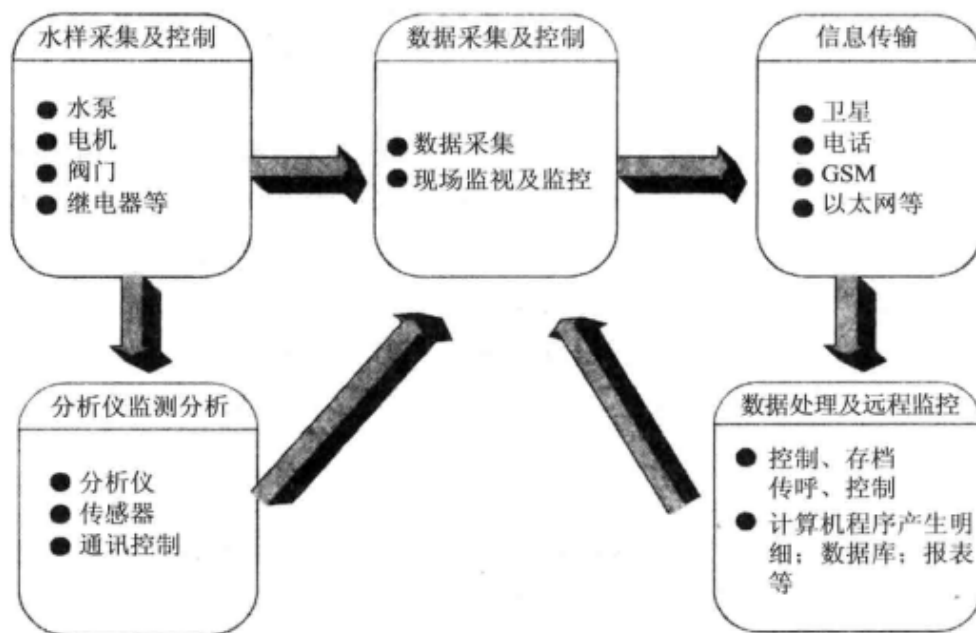 水样采集及控制
● 水泵
● 电机
● 阀门
● 继电器等
数据采集及控制
● 数据采集
● 现场监视及监控
信息传输
● 卫星
● 电话
● GSM
● 以太网等
分析仪监测分析
● 分析仪
● 传感器
● 通讯控制
数据处理及远程监控
● 控制、存档
传呼、控制
● 计算机程序产生明
细；数据库；报表
等